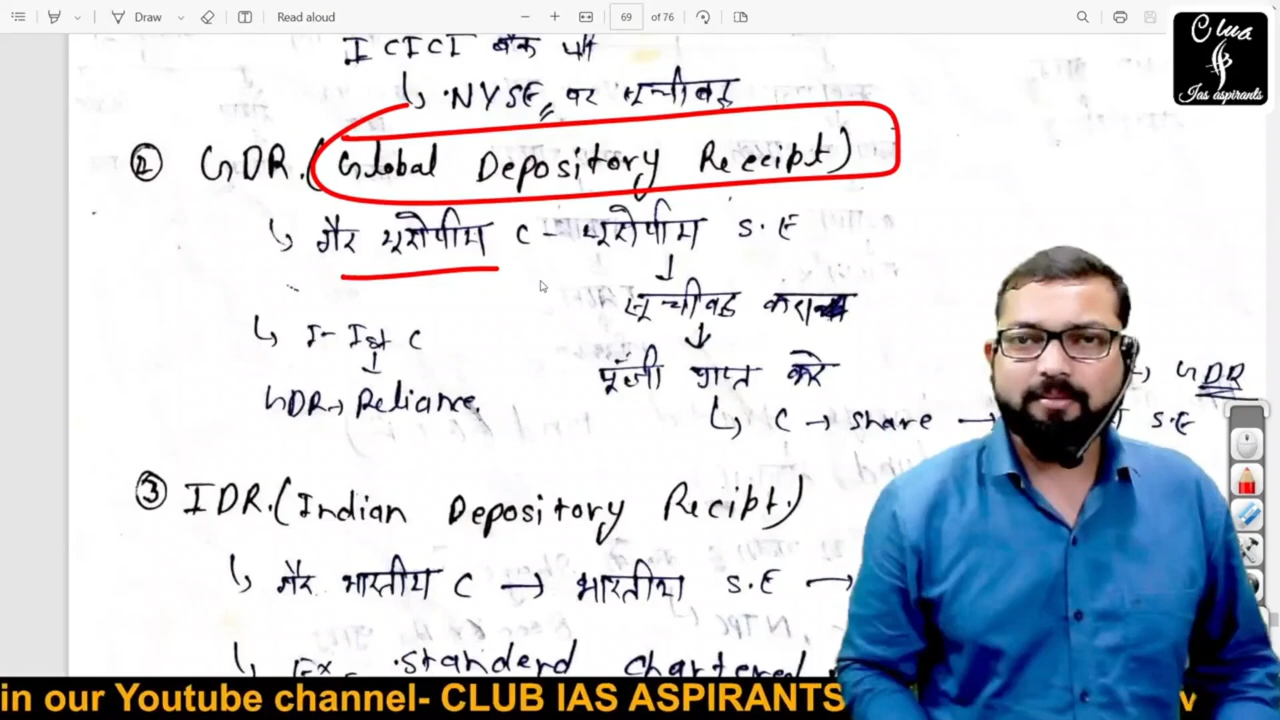 Draw
Read aloud
69 of 76
Club
Ias aspirants
ICICI बैंक
↳ NYSE पर सूचीबद्ध
② GDR. (Global Depository Receipt)
↳ गैर यूरोपीय C - यूरोपीय S.E
↓
सूचीबद्ध कराना
↓
पूंजी प्राप्त करे
↳ C → share → S.E
→ GDR
↳ I- Ist C
↓
GDR → Reliance.
③ IDR. (Indian Depository Recipt.)
↳ गैर भारतीय C → भारतीय S.E →
↳ Ex- .standerd chartered
in our Youtube channel- CLUB IAS ASPIRANTS